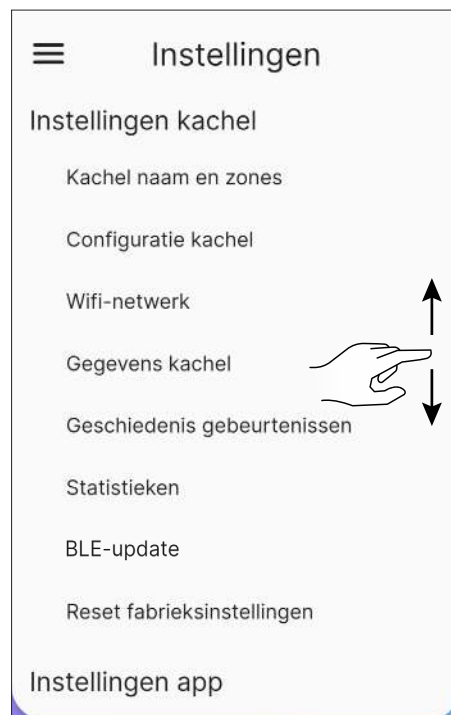 Instellingen
Instellingen kachel
Kachel naam en zones
Configuratie kachel
Wifi-netwerk
Gegevens kachel
Geschiedenis gebeurtenissen
Statistieken
BLE-update
Reset fabrieksinstellingen
Instellingen app